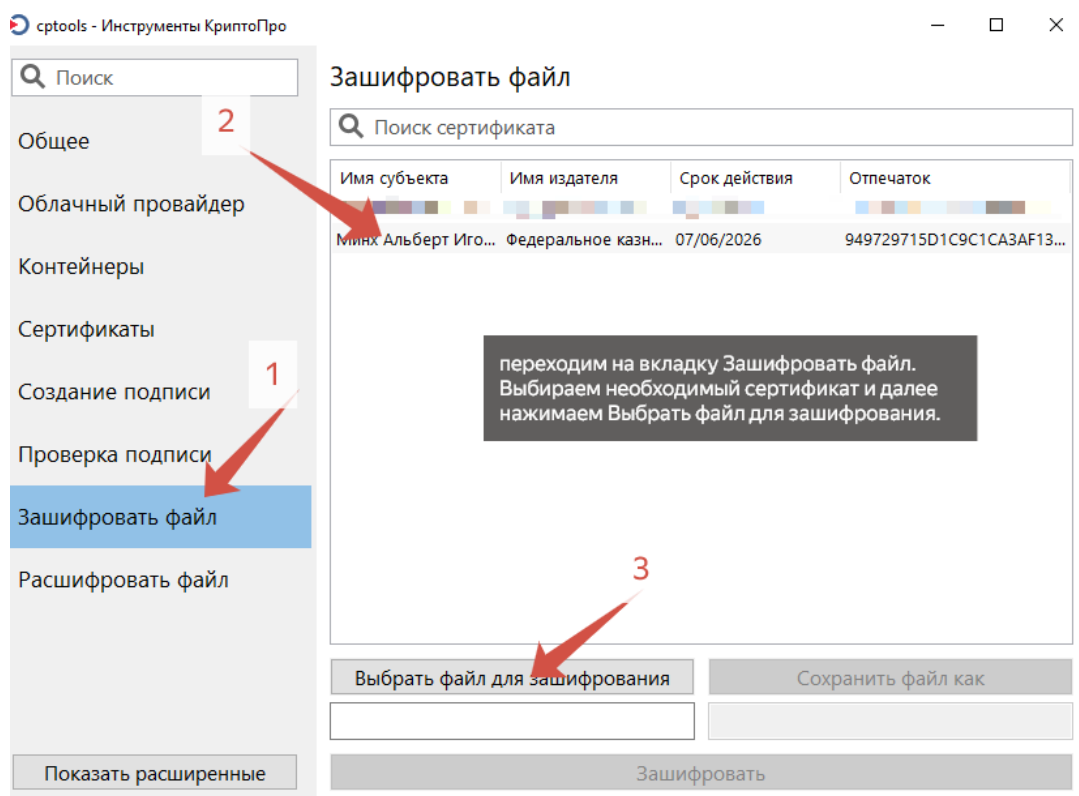 cptools - Инструменты КриптоПро
Поиск
Общее
Облачный провайдер
Контейнеры
Сертификаты
Создание подписи
Проверка подписи
Зашифровать файл
Расшифровать файл
Показать расширенные
2
1
Зашифровать файл
Поиск сертификата
Имя субъекта Имя издателя Срок действия Отпечаток
Минх Альберт Иго... Федеральное казн... 07/06/2026 949729715D1C9C1CA3AF13...
переходим на вкладку Зашифровать файл.
Выбираем необходимый сертификат и далее
нажимаем Выбрать файл для зашифрования.
3
Выбрать файл для зашифрования Сохранить файл как
Зашифровать